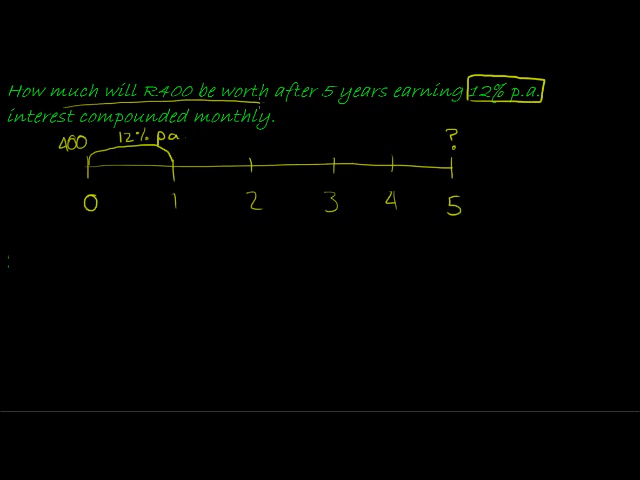 How much will R400 be worth after 5 years earning 12% p.a.
interest compounded monthly.
400 12% pa ?
0 1 2 3 4 5